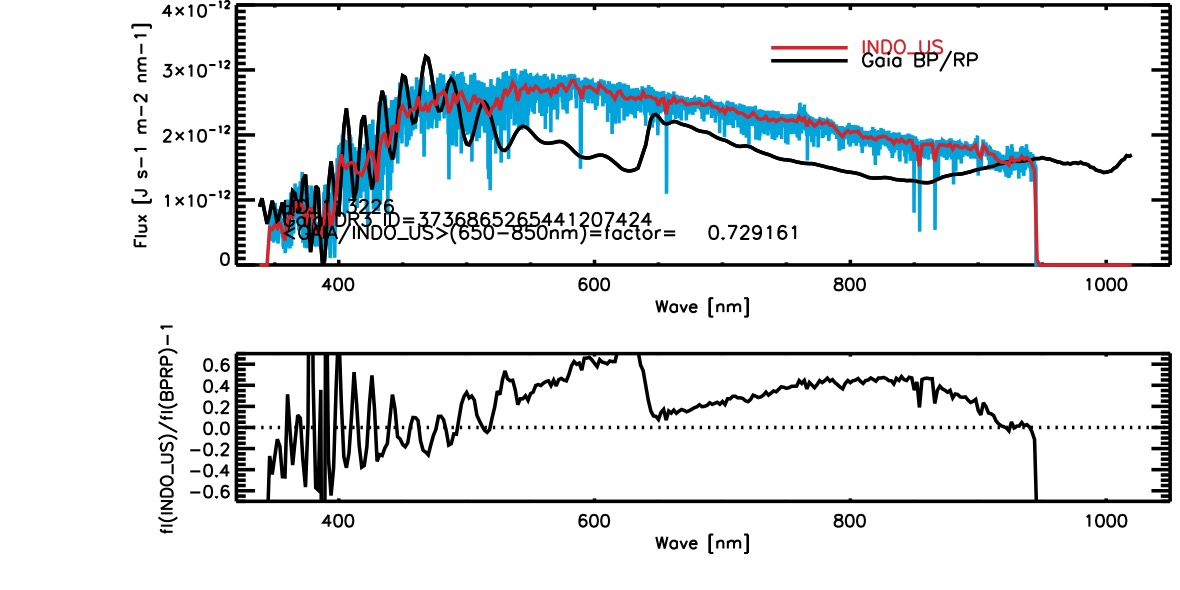 4×10⁻¹²
3×10⁻¹²
2×10⁻¹²
1×10⁻¹²
0
Flux [J s−1 m−2 nm−1]
INDO_US
Gaia BP/RP
3226
Gaia DR3 ID=3736865265441207424
<GAIA/INDO_US>(650−850nm)=factor= 0.729161
400 600 800 1000
Wave [nm]
fl(INDO_US)/fl(BPRP)−1
0.6
0.4
0.2
0.0
−0.2
−0.4
−0.6
400 600 800 1000
Wave [nm]